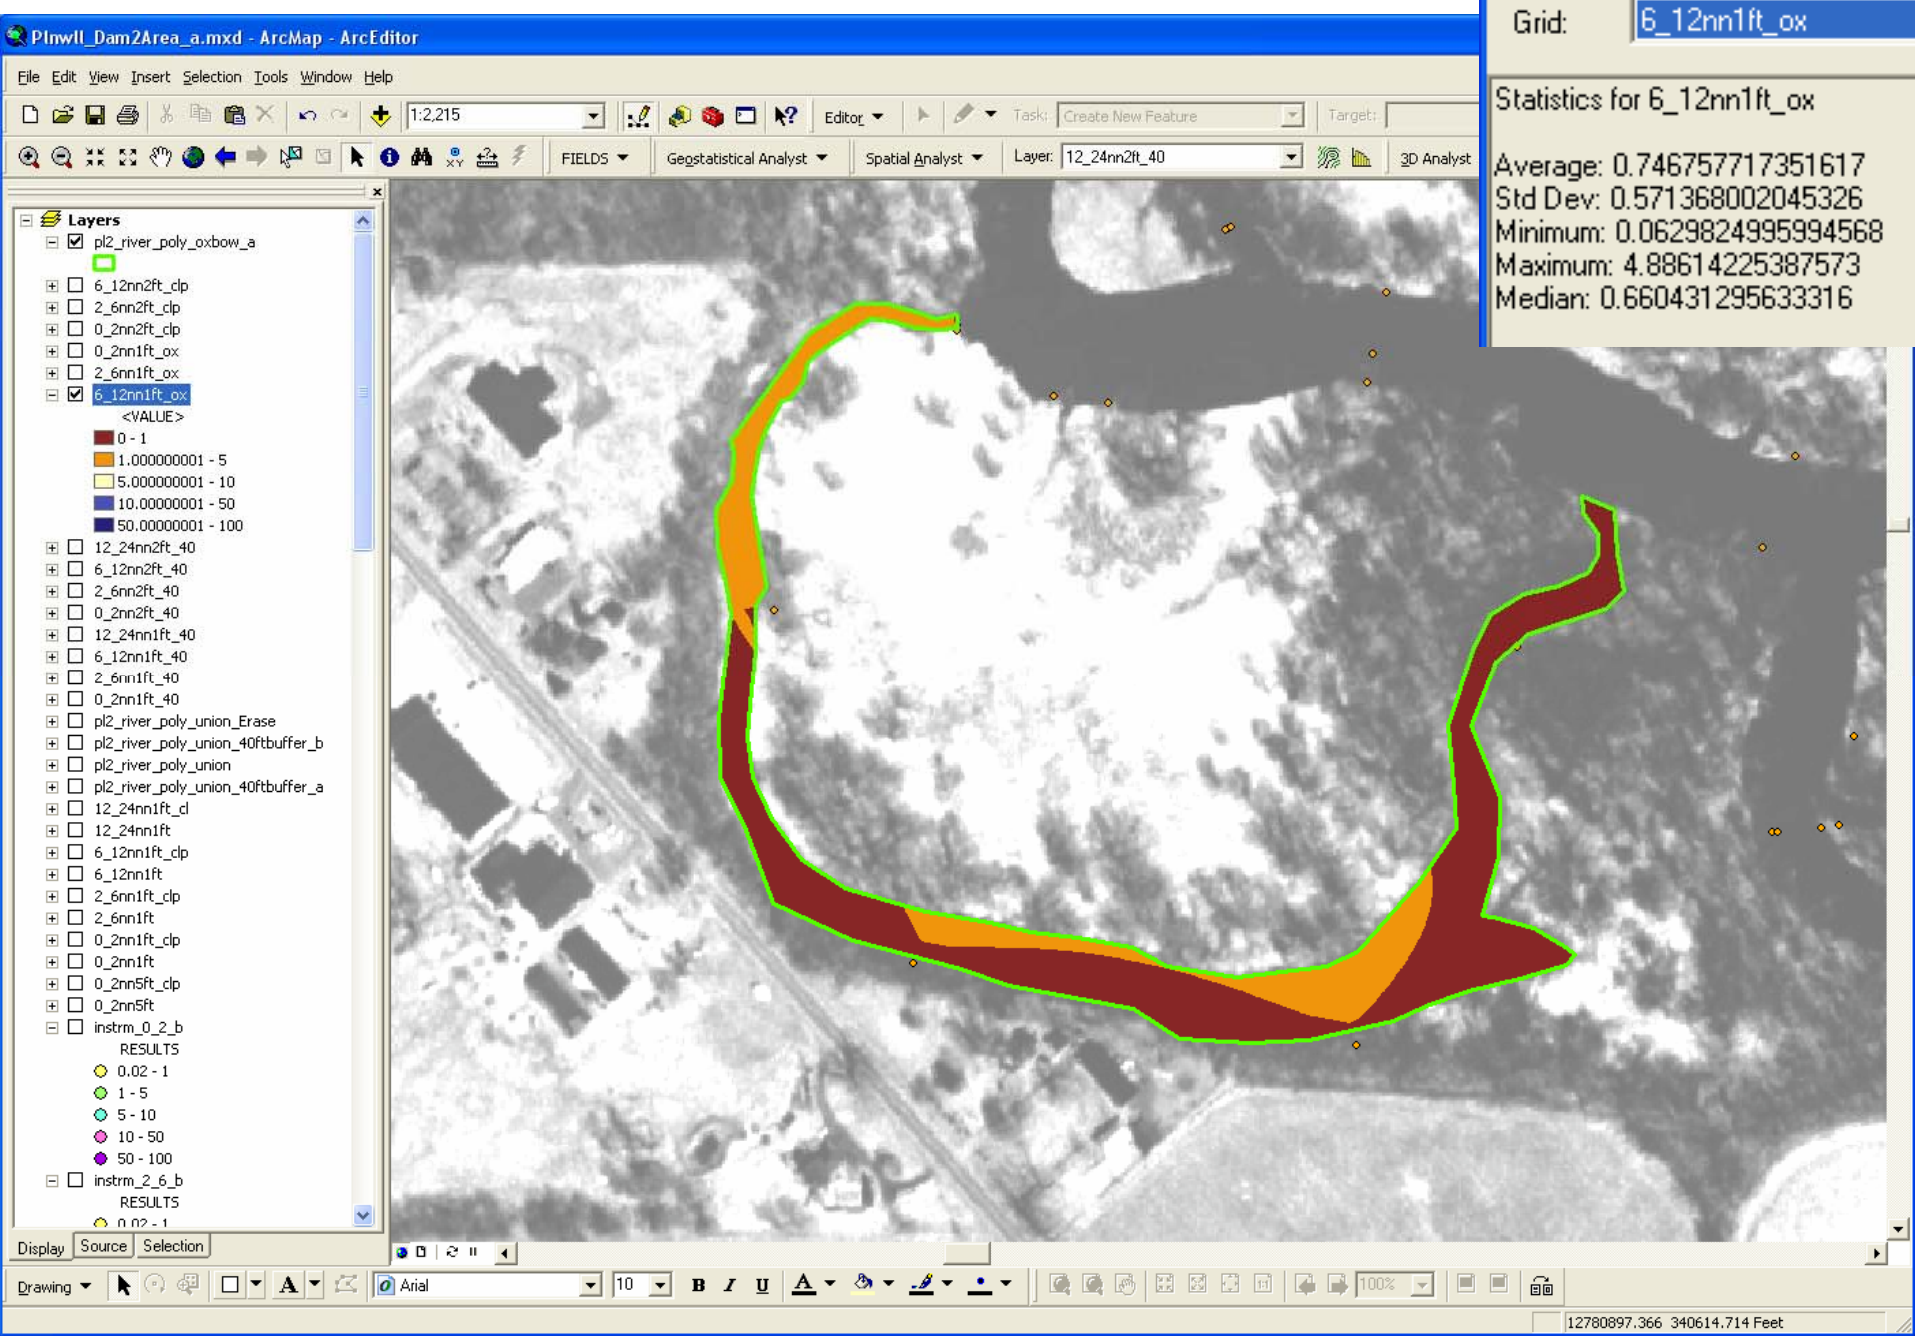 Plnwll_Dam2Area_a.mxd - ArcMap - ArcEditor
File Edit View Insert Selection Tools Window Help
1:2,215 Editor Task: Create New Feature Target:
FIELDS Geostatistical Analyst Spatial Analyst Layer: 12_24nn2ft_40 3D Analyst
Grid: 6_12nn1ft_ox
Statistics for 6_12nn1ft_ox
Average: 0.746757717351617
Std Dev: 0.571368002045326
Minimum: 0.0629824995994568
Maximum: 4.88614225387573
Median: 0.660431295633316
Layers
pl2_river_poly_oxbow_a
6_12nn2ft_clp
2_6nn2ft_clp
0_2nn2ft_clp
0_2nn1ft_ox
2_6nn1ft_ox
6_12nn1ft_ox
<VALUE>
0 - 1
1.000000001 - 5
5.000000001 - 10
10.00000001 - 50
50.00000001 - 100
12_24nn2ft_40
6_12nn2ft_40
2_6nn2ft_40
0_2nn2ft_40
12_24nn1ft_40
6_12nn1ft_40
2_6nn1ft_40
0_2nn1ft_40
pl2_river_poly_union_Erase
pl2_river_poly_union_40ftbuffer_b
pl2_river_poly_union
pl2_river_poly_union_40ftbuffer_a
12_24nn1ft_cl
12_24nn1ft
6_12nn1ft_clp
6_12nn1ft
2_6nn1ft_clp
2_6nn1ft
0_2nn1ft_clp
0_2nn1ft
0_2nn5ft_clp
0_2nn5ft
instrm_0_2_b
RESULTS
0.02 - 1
1 - 5
5 - 10
10 - 50
50 - 100
instrm_2_6_b
RESULTS
0.02 - 1
Display Source Selection
Drawing A Arial 10 B I U A 100%
12780897.366 340614.714 Feet